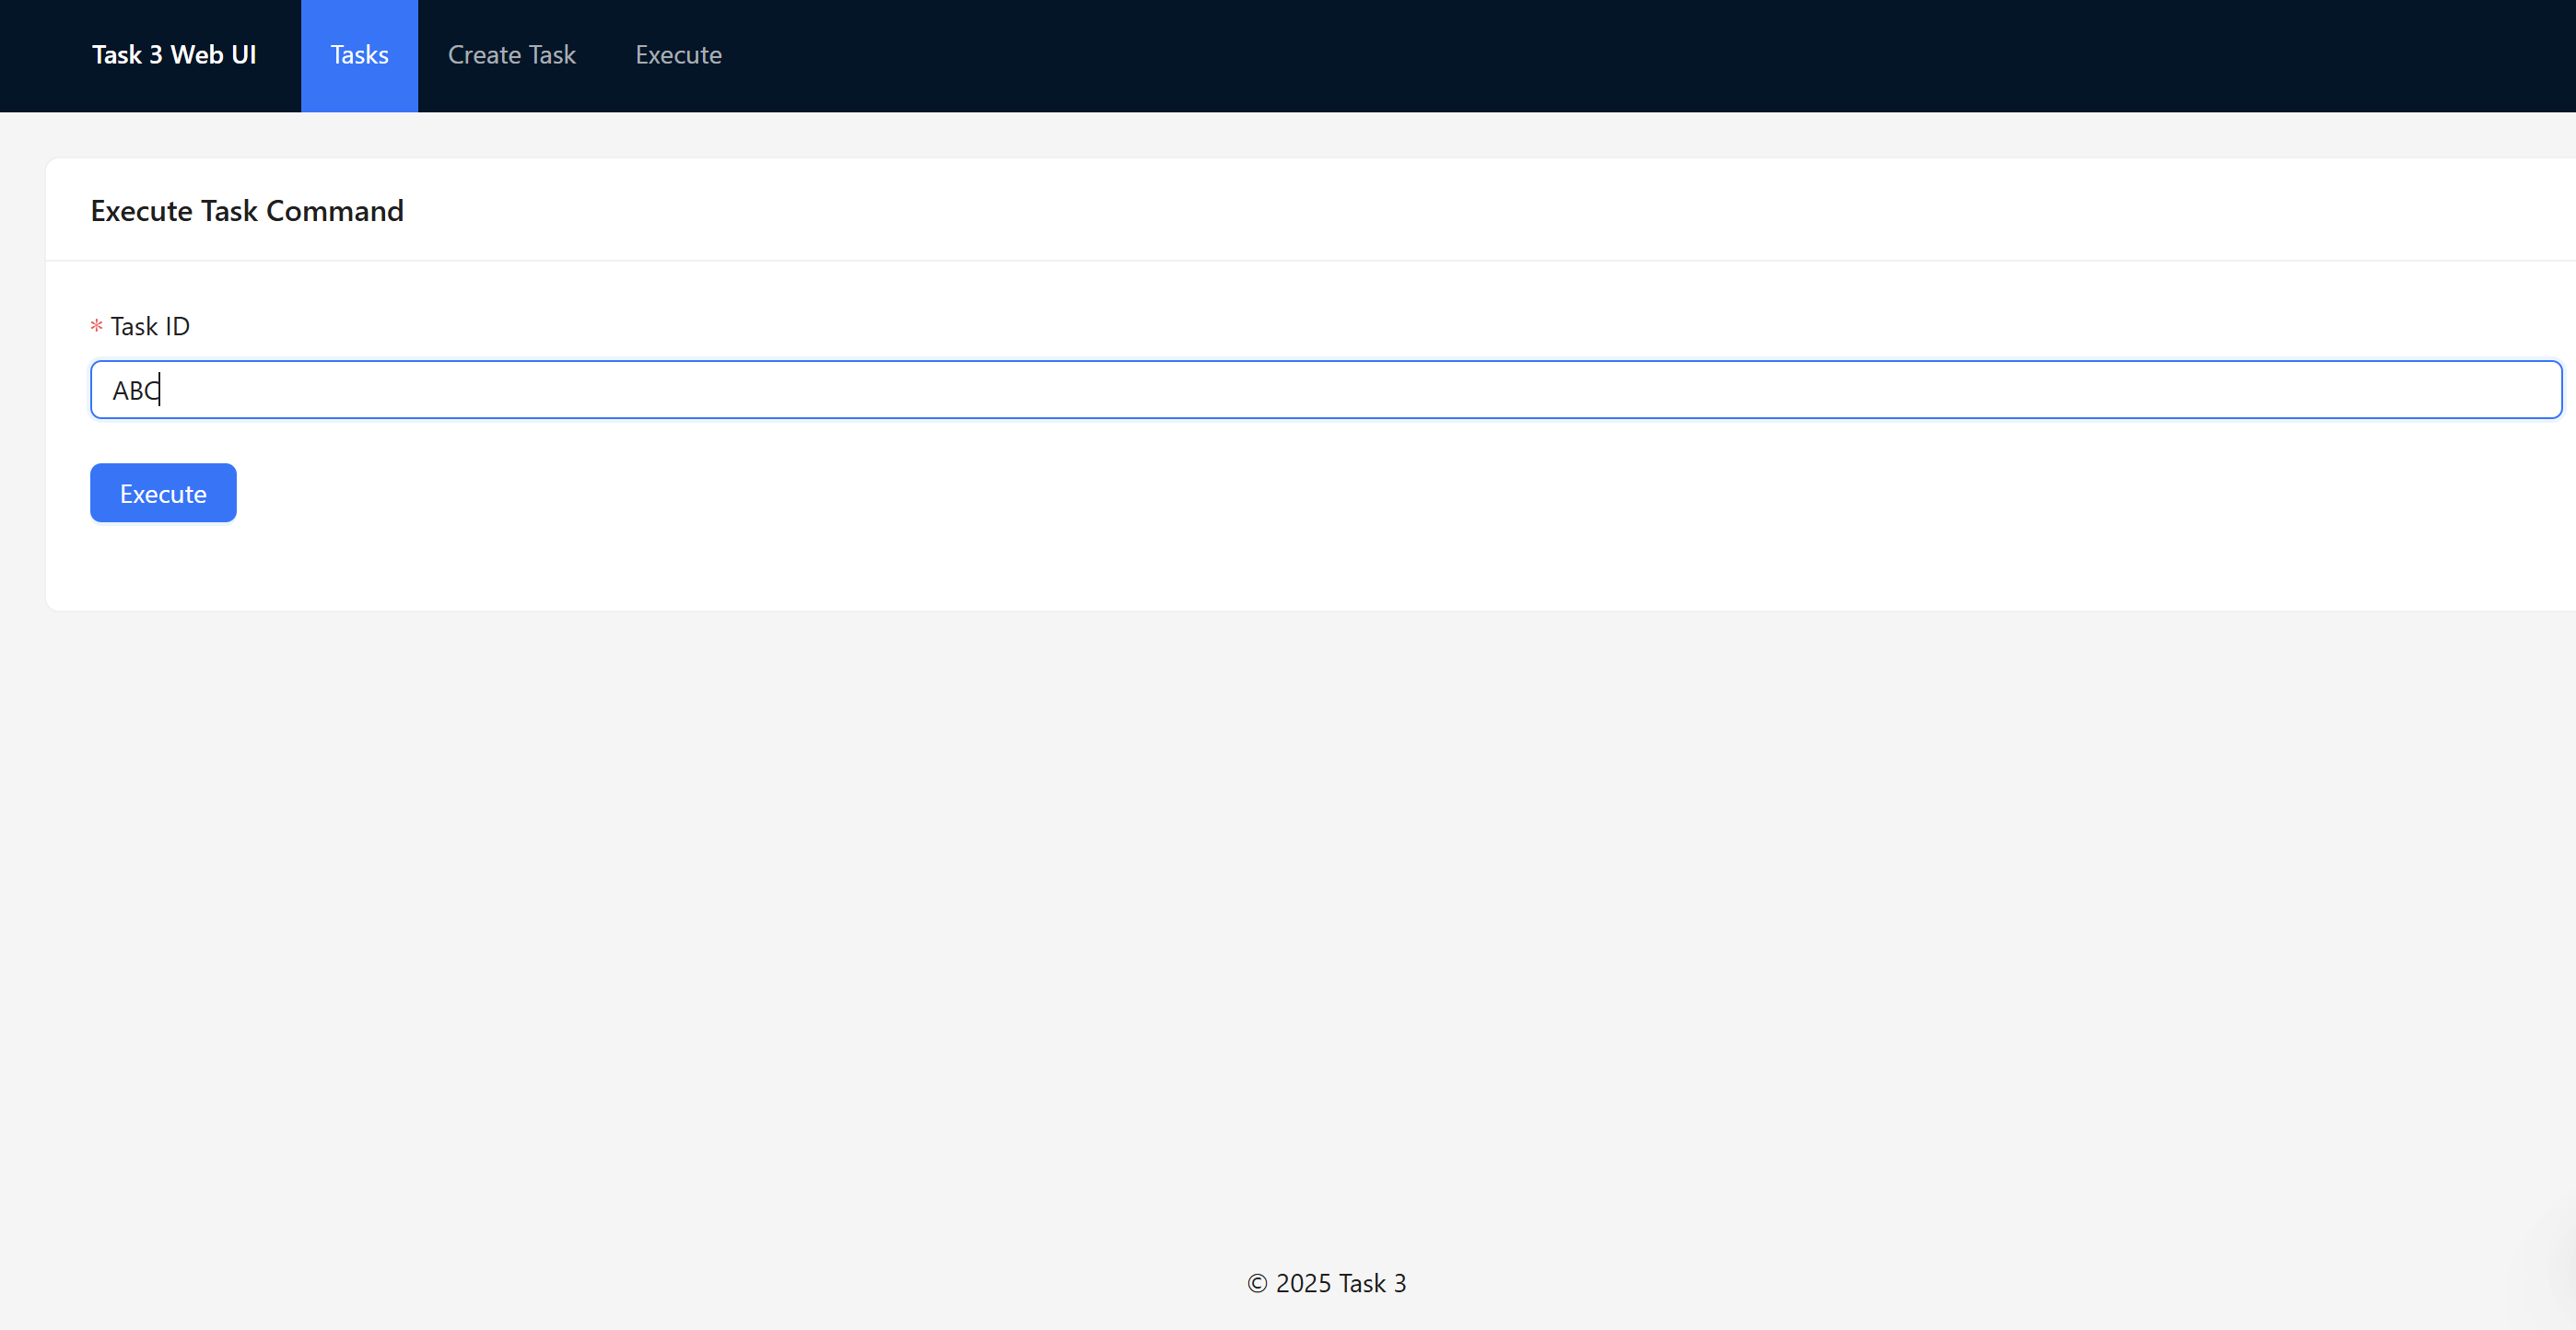 Task 3 Web UI Tasks Create Task Execute
Execute Task Command
* Task ID
ABC
Execute
© 2025 Task 3